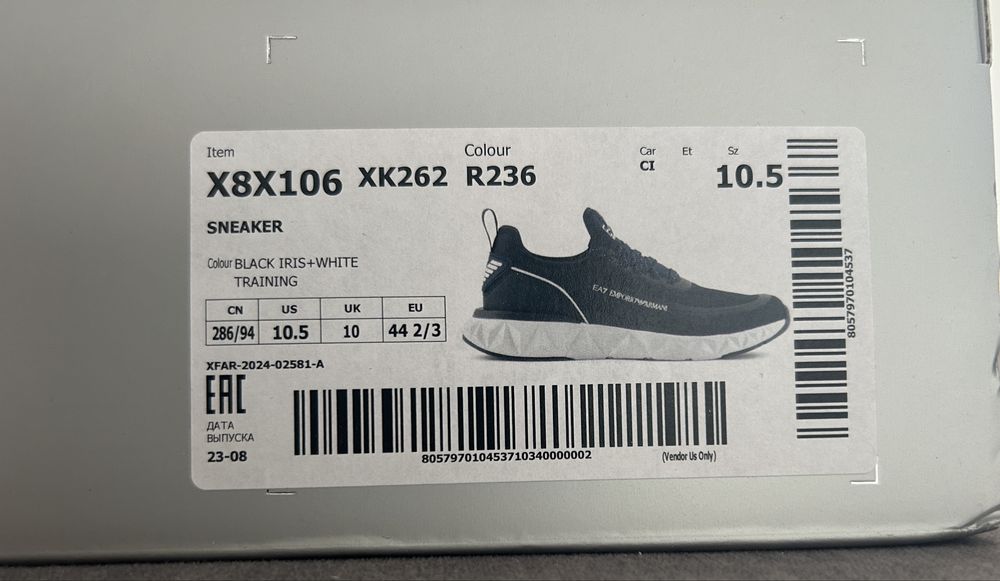 Item
X8X106 XK262
Colour
R236
Car
CI
Et
Sz
10.5
SNEAKER
Colour BLACK IRIS+WHITE
TRAINING
CN US UK EU
286/94 10.5 10 44 2/3
EA7 EMPORIO ARMANI
XFAR-2024-02581-A
EAC
ДАТА
ВЫПУСКА
23-08
805797010453710340000002
(Vendor Us Only)
8057970104537